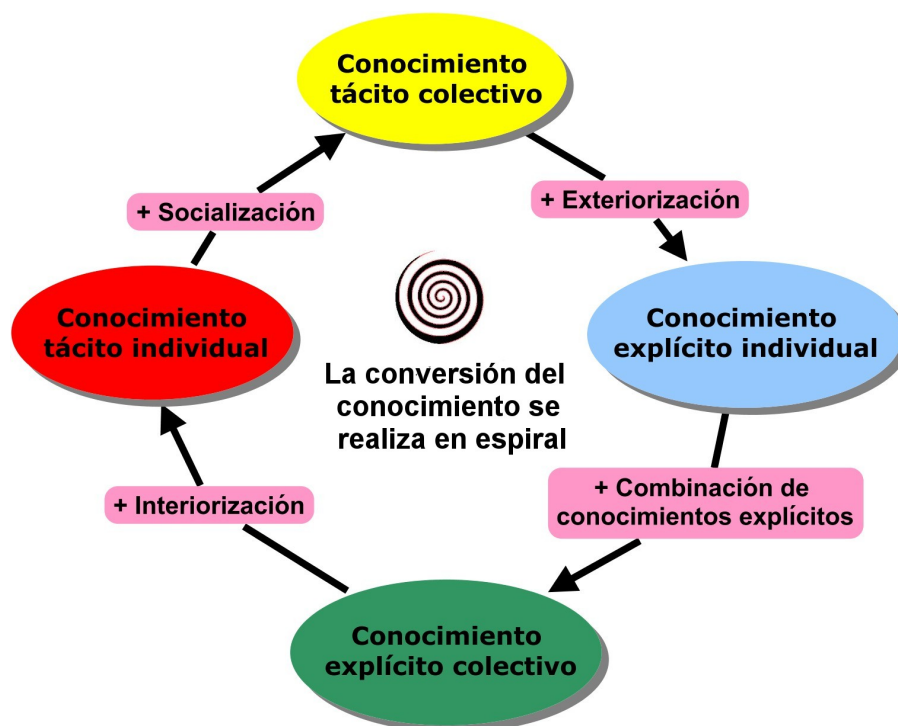 Conocimiento
tácito colectivo
+ Socialización
+ Exteriorización
Conocimiento
tácito individual
Conocimiento
explícito individual
La conversión del
conocimiento se
realiza en espiral
+ Interiorización
+ Combinación de
conocimientos explícitos
Conocimiento
explícito colectivo